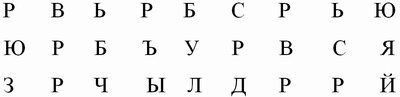 Р В Ь Р Б С Р Ь Ю
Ю Р Б Ъ У Р В С Я
З Р Ч Ы Л Д Р Р Й